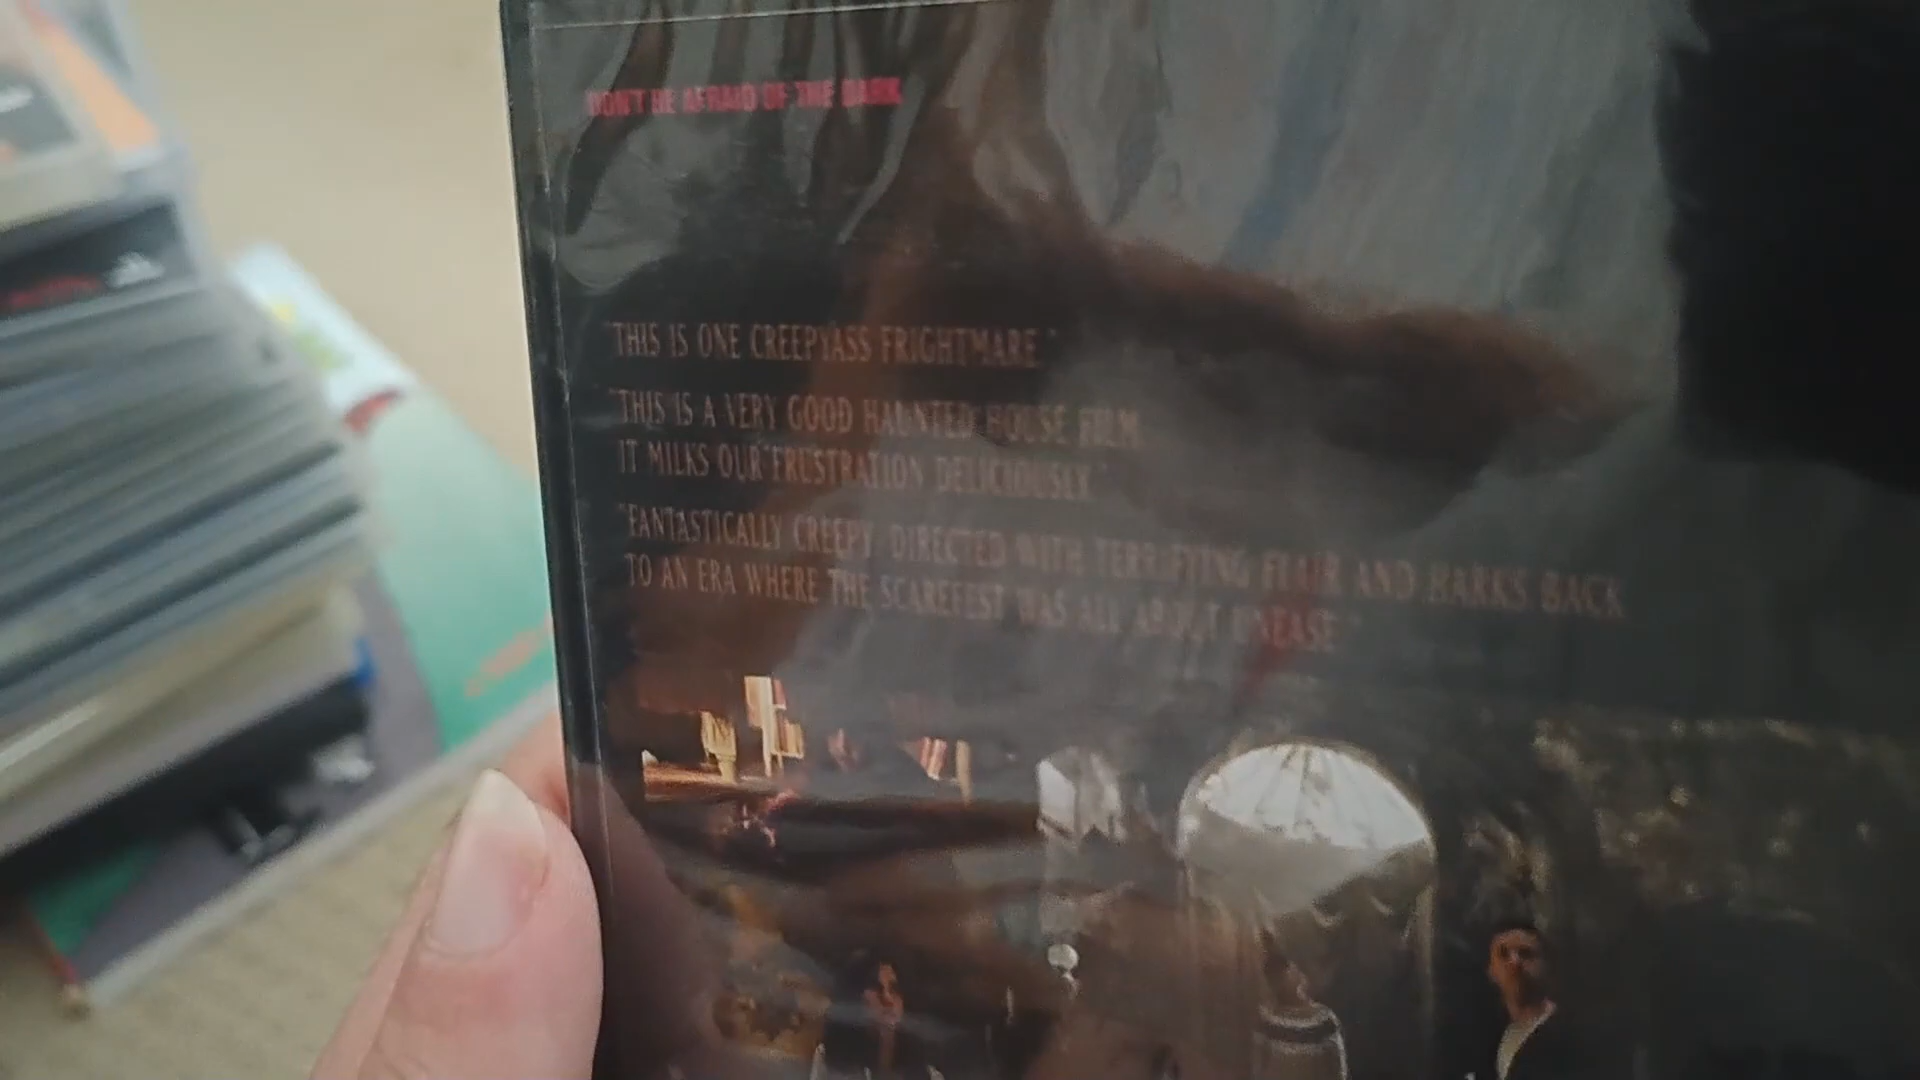 DON'T BE AFRAID OF THE DARK
"THIS IS ONE CREEPYASS FRIGHTMARE."
"THIS IS A VERY GOOD HAUNTED HOUSE FILM.
IT MILKS OUR FRUSTRATION DELICIOUSLY."
"FANTASTICALLY CREEPY. DIRECTED WITH TERRIFYING FLAIR AND HARKS BACK
TO AN ERA WHERE THE SCAREFEST WAS ALL ABOUT UNEASE"